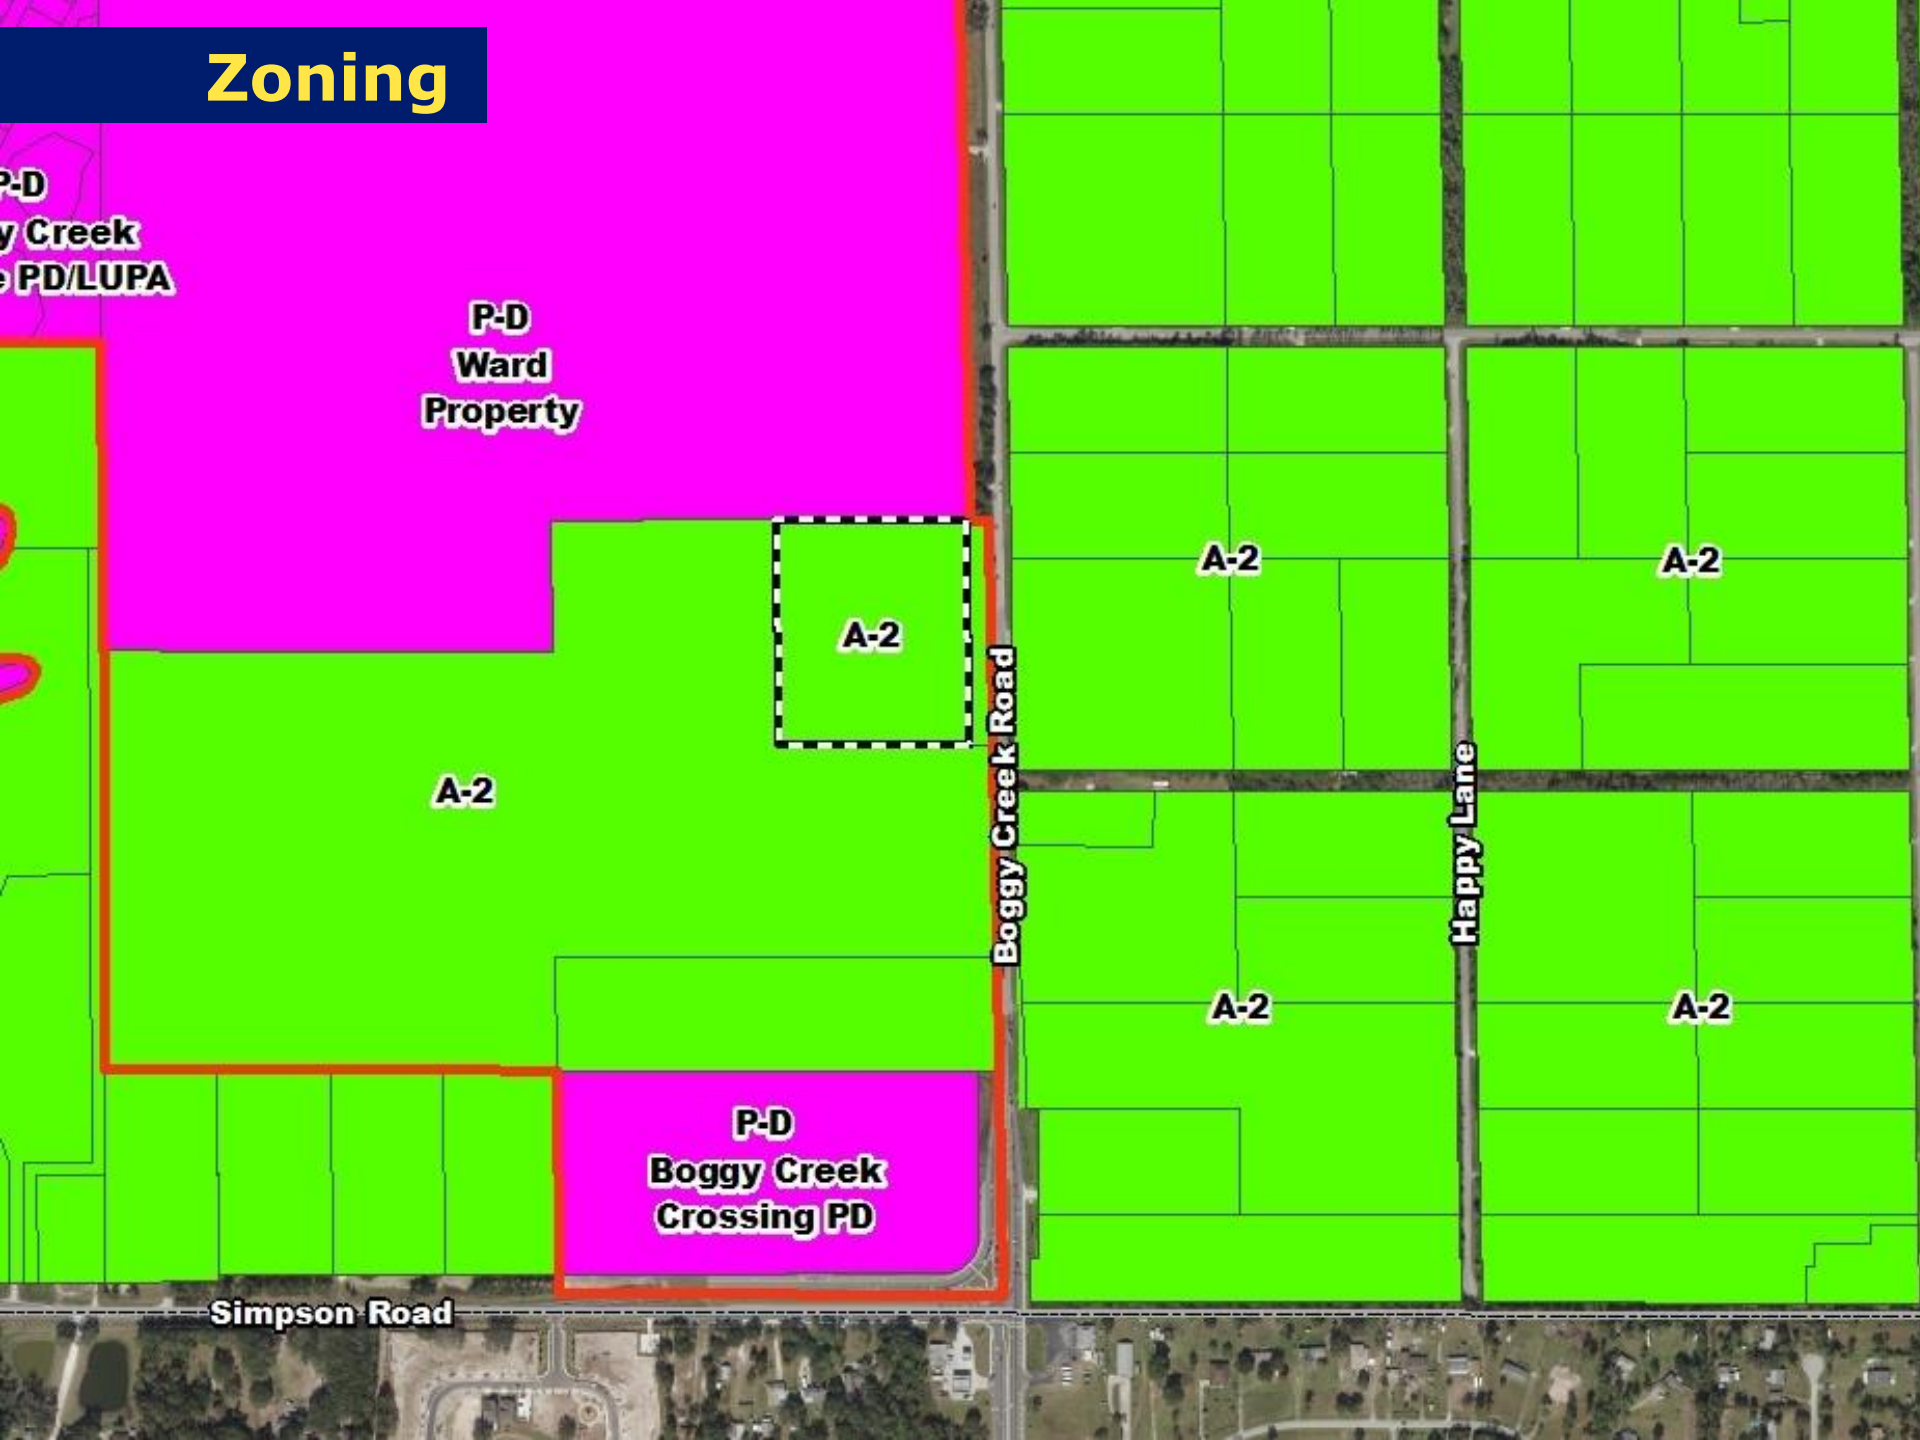 Zoning
P-D
y Creek
PD/LUPA
P-D
Ward
Property
A-2
A-2
A-2
A-2
Boggy Creek Road
Happy Lane
A-2
A-2
P-D
Boggy Creek
Crossing PD
Simpson Road